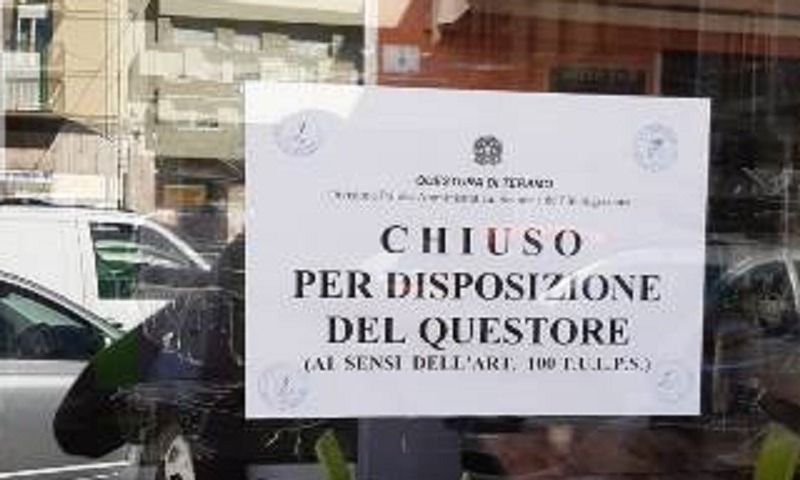 QUESTURA DI TERAMO
CHIUSO
PER DISPOSIZIONE
DEL QUESTORE
(AI SENSI DELL'ART. 100 T.U.L.P.S.)